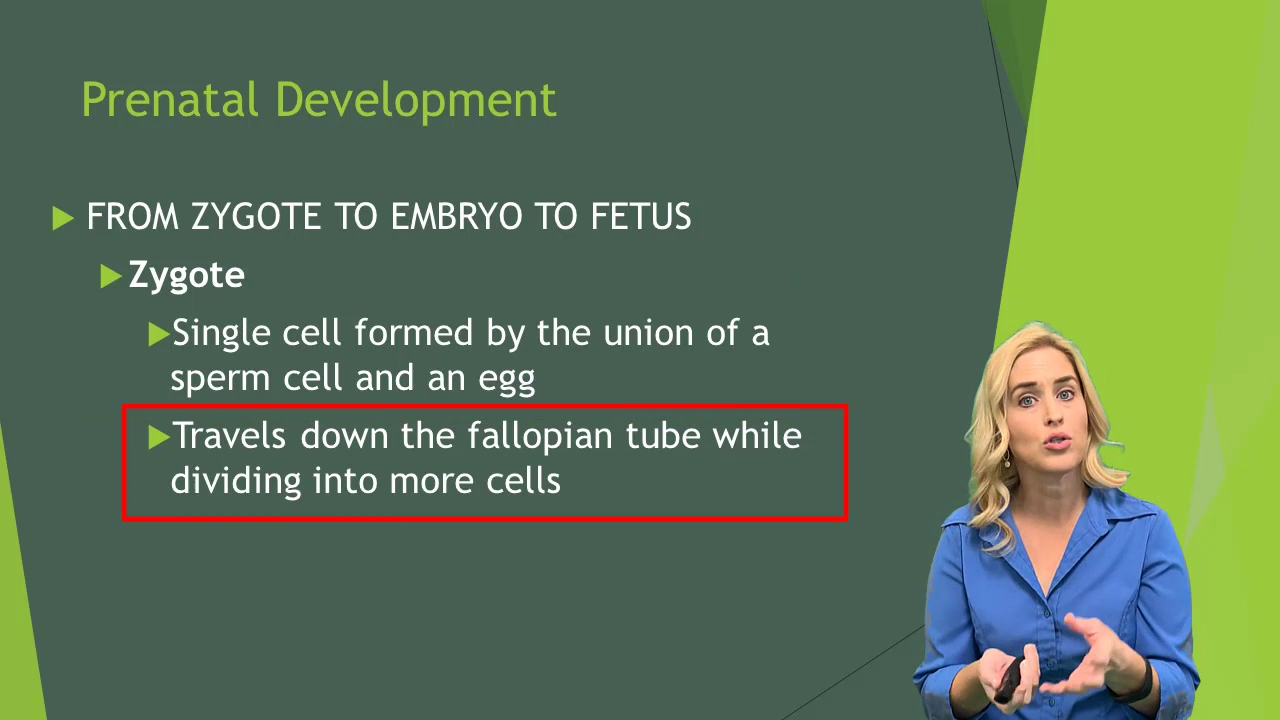 Prenatal Development
FROM ZYGOTE TO EMBRYO TO FETUS
Zygote
Single cell formed by the union of a
sperm cell and an egg
Travels down the fallopian tube while
dividing into more cells